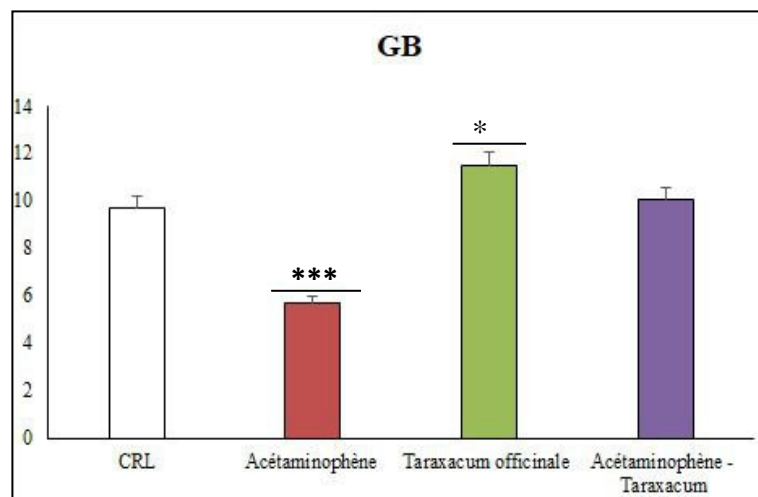 GB
14
12
10
8
6
4
2
0
*
***
CRL
Acétaminophène
Taraxacum officinale
Acétaminophène -
Taraxacum